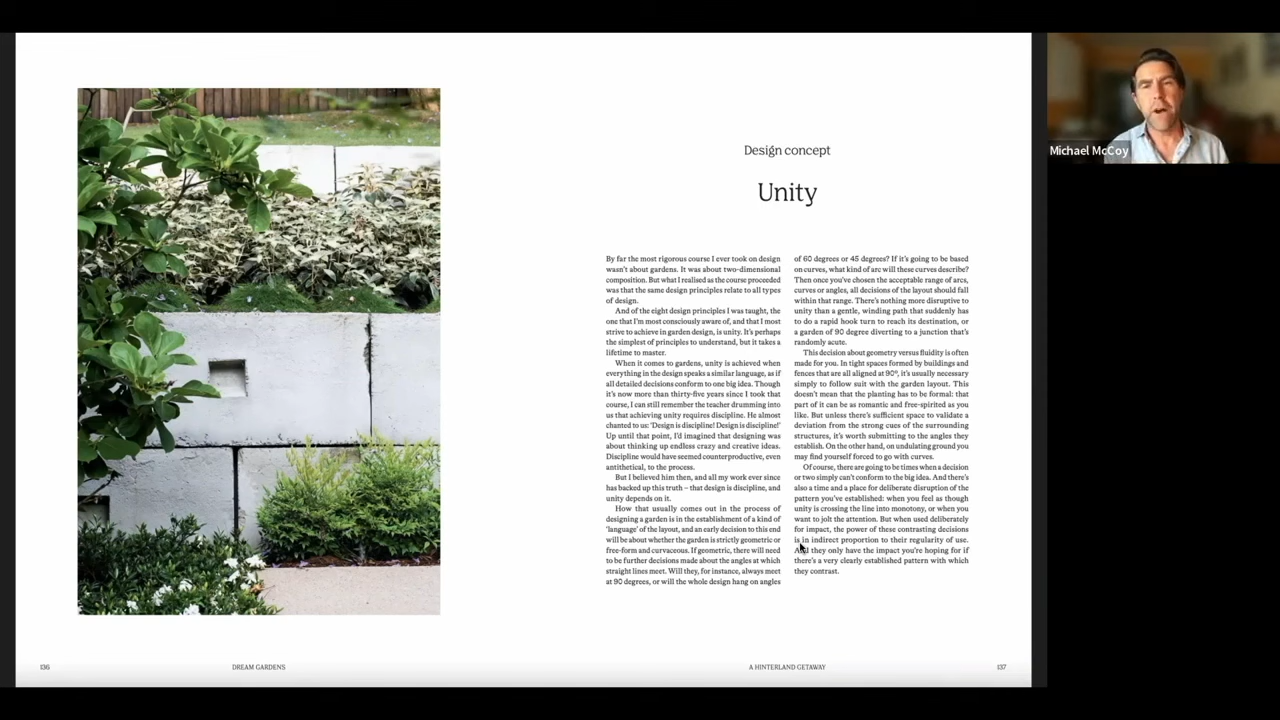 Design concept
Unity
By far the most rigorous course I ever took on design
wasn't about gardens. It was about two-dimensional
composition. But what I realised as the course proceeded
was that the same design principles relate to all types
of design.
And of the eight design principles I was taught, the
one that I'm most consciously aware of, and that I most
strive to achieve in garden design, is unity. It's perhaps
the simplest of principles to understand, but it takes a
lifetime to master.
When it comes to gardens, unity is achieved when
everything in the design speaks a similar language, as if
all detailed decisions conform to one big idea. Though
it's now more than thirty-five years since I took that
course, I can still remember the teacher drumming into
us that achieving unity requires discipline. He almost
chanted to us: 'Design is discipline! Design is discipline!'
Up until that point, I'd imagined that designing was
about thinking up endless crazy and creative ideas.
Discipline would have seemed counterproductive, even
antithetical, to the process.
But I believed him then, and all my work ever since
has backed up this truth – that design is discipline, and
unity depends on it.
How that usually comes out in the process of
designing a garden is in the establishment of a kind of
'language' of the layout, and an early decision to this end
will be about whether the garden is strictly geometric or
free-form and curvaceous. If geometric, there will need
to be further decisions made about the angles at which
straight lines meet. Will they, for instance, always meet
at 90 degrees, or will the whole design hang on angles
of 60 degrees or 45 degrees? If it's going to be based
on curves, what kind of arc will these curves describe?
Then once you've chosen the acceptable range of arcs,
curves or angles, all decisions of the layout should fall
within that range. There's nothing more disruptive to
unity than a gentle, winding path that suddenly has
to do a rapid hook turn to reach its destination, or
a garden of 90 degree diverting to a junction that's
randomly acute.
This decision about geometry versus fluidity is often
made for you. In tight spaces formed by buildings and
fences that are all aligned at 90º, it's usually necessary
simply to follow suit with the garden layout. This
doesn't mean that the planting has to be formal: that
part of it can be as romantic and free-spirited as you
like. But unless there's sufficient space to validate a
deviation from the strong cues of the surrounding
structures, it's worth submitting to the angles they
establish. On the other hand, on undulating ground you
may find yourself forced to go with curves.
Of course, there are going to be times when a decision
or two simply can't conform to the big idea. And there's
also a time and a place for deliberate disruption of the
pattern you've established: when you feel as though
unity is crossing the line into monotony, or when you
want to jolt the attention. But when used deliberately
for impact, the power of these contrasting decisions
is in indirect proportion to their regularity of use.
And they only have the impact you're hoping for if
there's a very clearly established pattern with which
they contrast.
136
DREAM GARDENS
A HINTERLAND GETAWAY
137
Michael McCoy